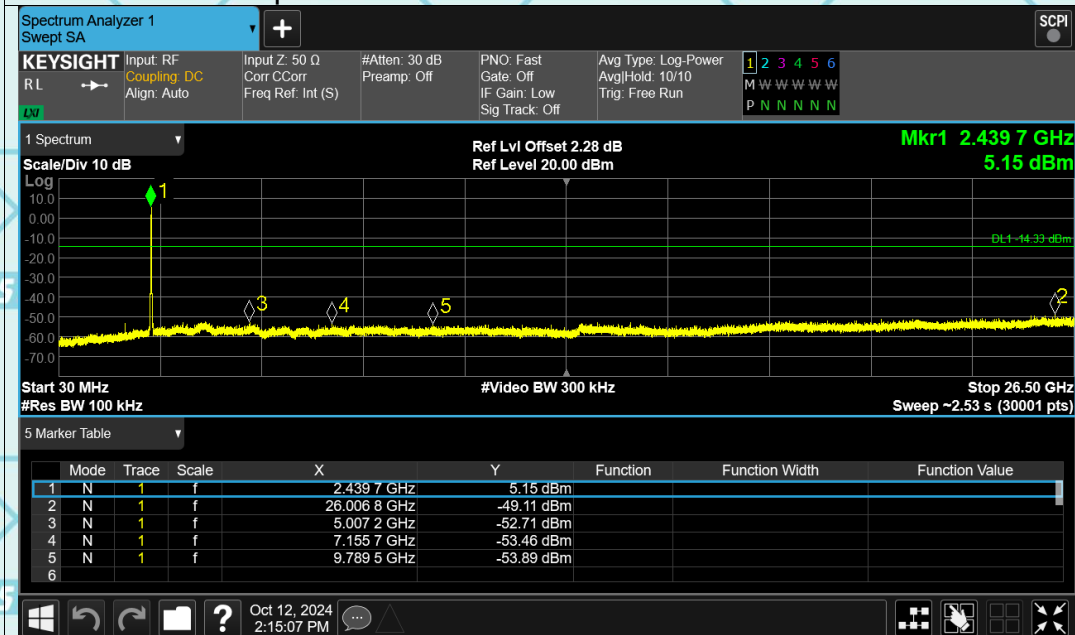 Spectrum Analyzer 1
Swept SA
+
SCPI
KEYSIGHT
RL
LXI
Input: RF
Coupling: DC
Align: Auto
Input Z: 50 Ω
Corr CCorr
Freq Ref: Int (S)
#Atten: 30 dB
Preamp: Off
PNO: Fast
Gate: Off
IF Gain: Low
Sig Track: Off
Avg Type: Log-Power
Avg|Hold: 10/10
Trig: Free Run
1 2 3 4 5 6
M W W W W W
P N N N N N
1 Spectrum
Scale/Div 10 dB
Ref Lvl Offset 2.28 dB
Ref Level 20.00 dBm
Mkr1 2.439 7 GHz
5.15 dBm
Log
10.0
0.00
-10.0
-20.0
-30.0
-40.0
-50.0
-60.0
-70.0
1
DL1 -14.33 dBm
3
4
5
2
Start 30 MHz
#Video BW 300 kHz
Stop 26.50 GHz
#Res BW 100 kHz
Sweep ~2.53 s (30001 pts)
5 Marker Table
Mode Trace Scale X Y Function Function Width Function Value
1 N 1 f 2.439 7 GHz 5.15 dBm
2 N 1 f 26.006 8 GHz -49.11 dBm
3 N 1 f 5.007 2 GHz -52.71 dBm
4 N 1 f 7.155 7 GHz -53.46 dBm
5 N 1 f 9.789 5 GHz -53.89 dBm
6
?
Oct 12, 2024
2:15:07 PM